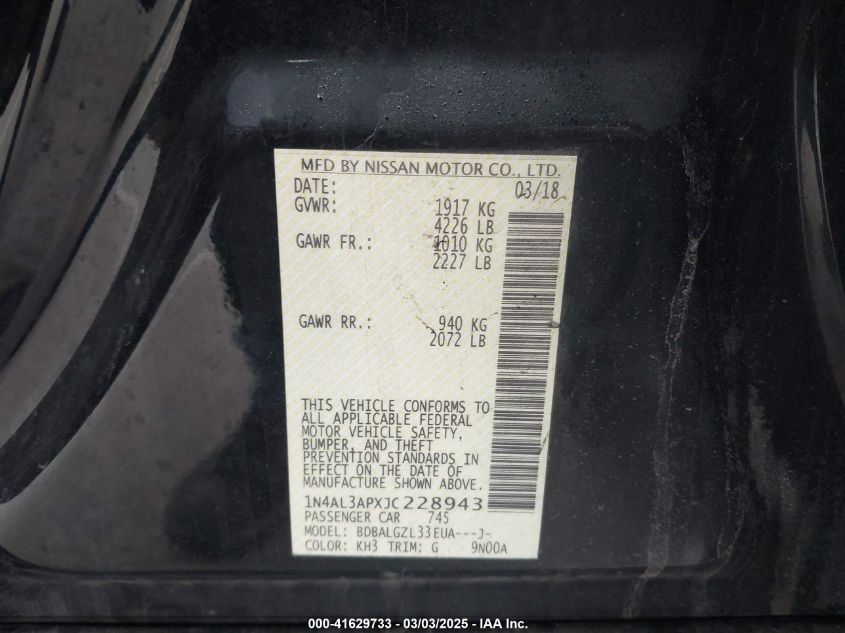 MFD BY NISSAN MOTOR CO., LTD.
DATE: 03/18
GVWR: 1917 KG
4226 LB
GAWR FR.: 1010 KG
2227 LB
GAWR RR.: 940 KG
2072 LB
THIS VEHICLE CONFORMS TO
ALL APPLICABLE FEDERAL
MOTOR VEHICLE SAFETY,
BUMPER, AND THEFT
PREVENTION STANDARDS IN
EFFECT ON THE DATE OF
MANUFACTURE SHOWN ABOVE.
1N4AL3APXJC228943
PASSENGER CAR 745
MODEL: BDBALGZL33EUA---J-
COLOR: KH3 TRIM: G 9N00A
000-41629733 - 03/03/2025 - IAA Inc.